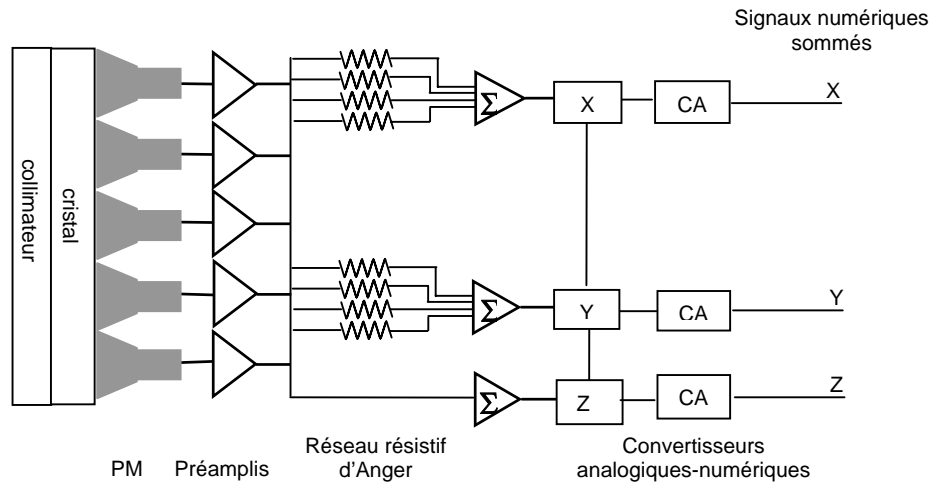 Signaux numériques
sommés
Σ
X
CA
X
collimateur
cristal
Σ
Y
CA
Y
Σ
Z
CA
Z
PM
Préamplis
Réseau résistif
d'Anger
Convertisseurs
analogiques-numériques